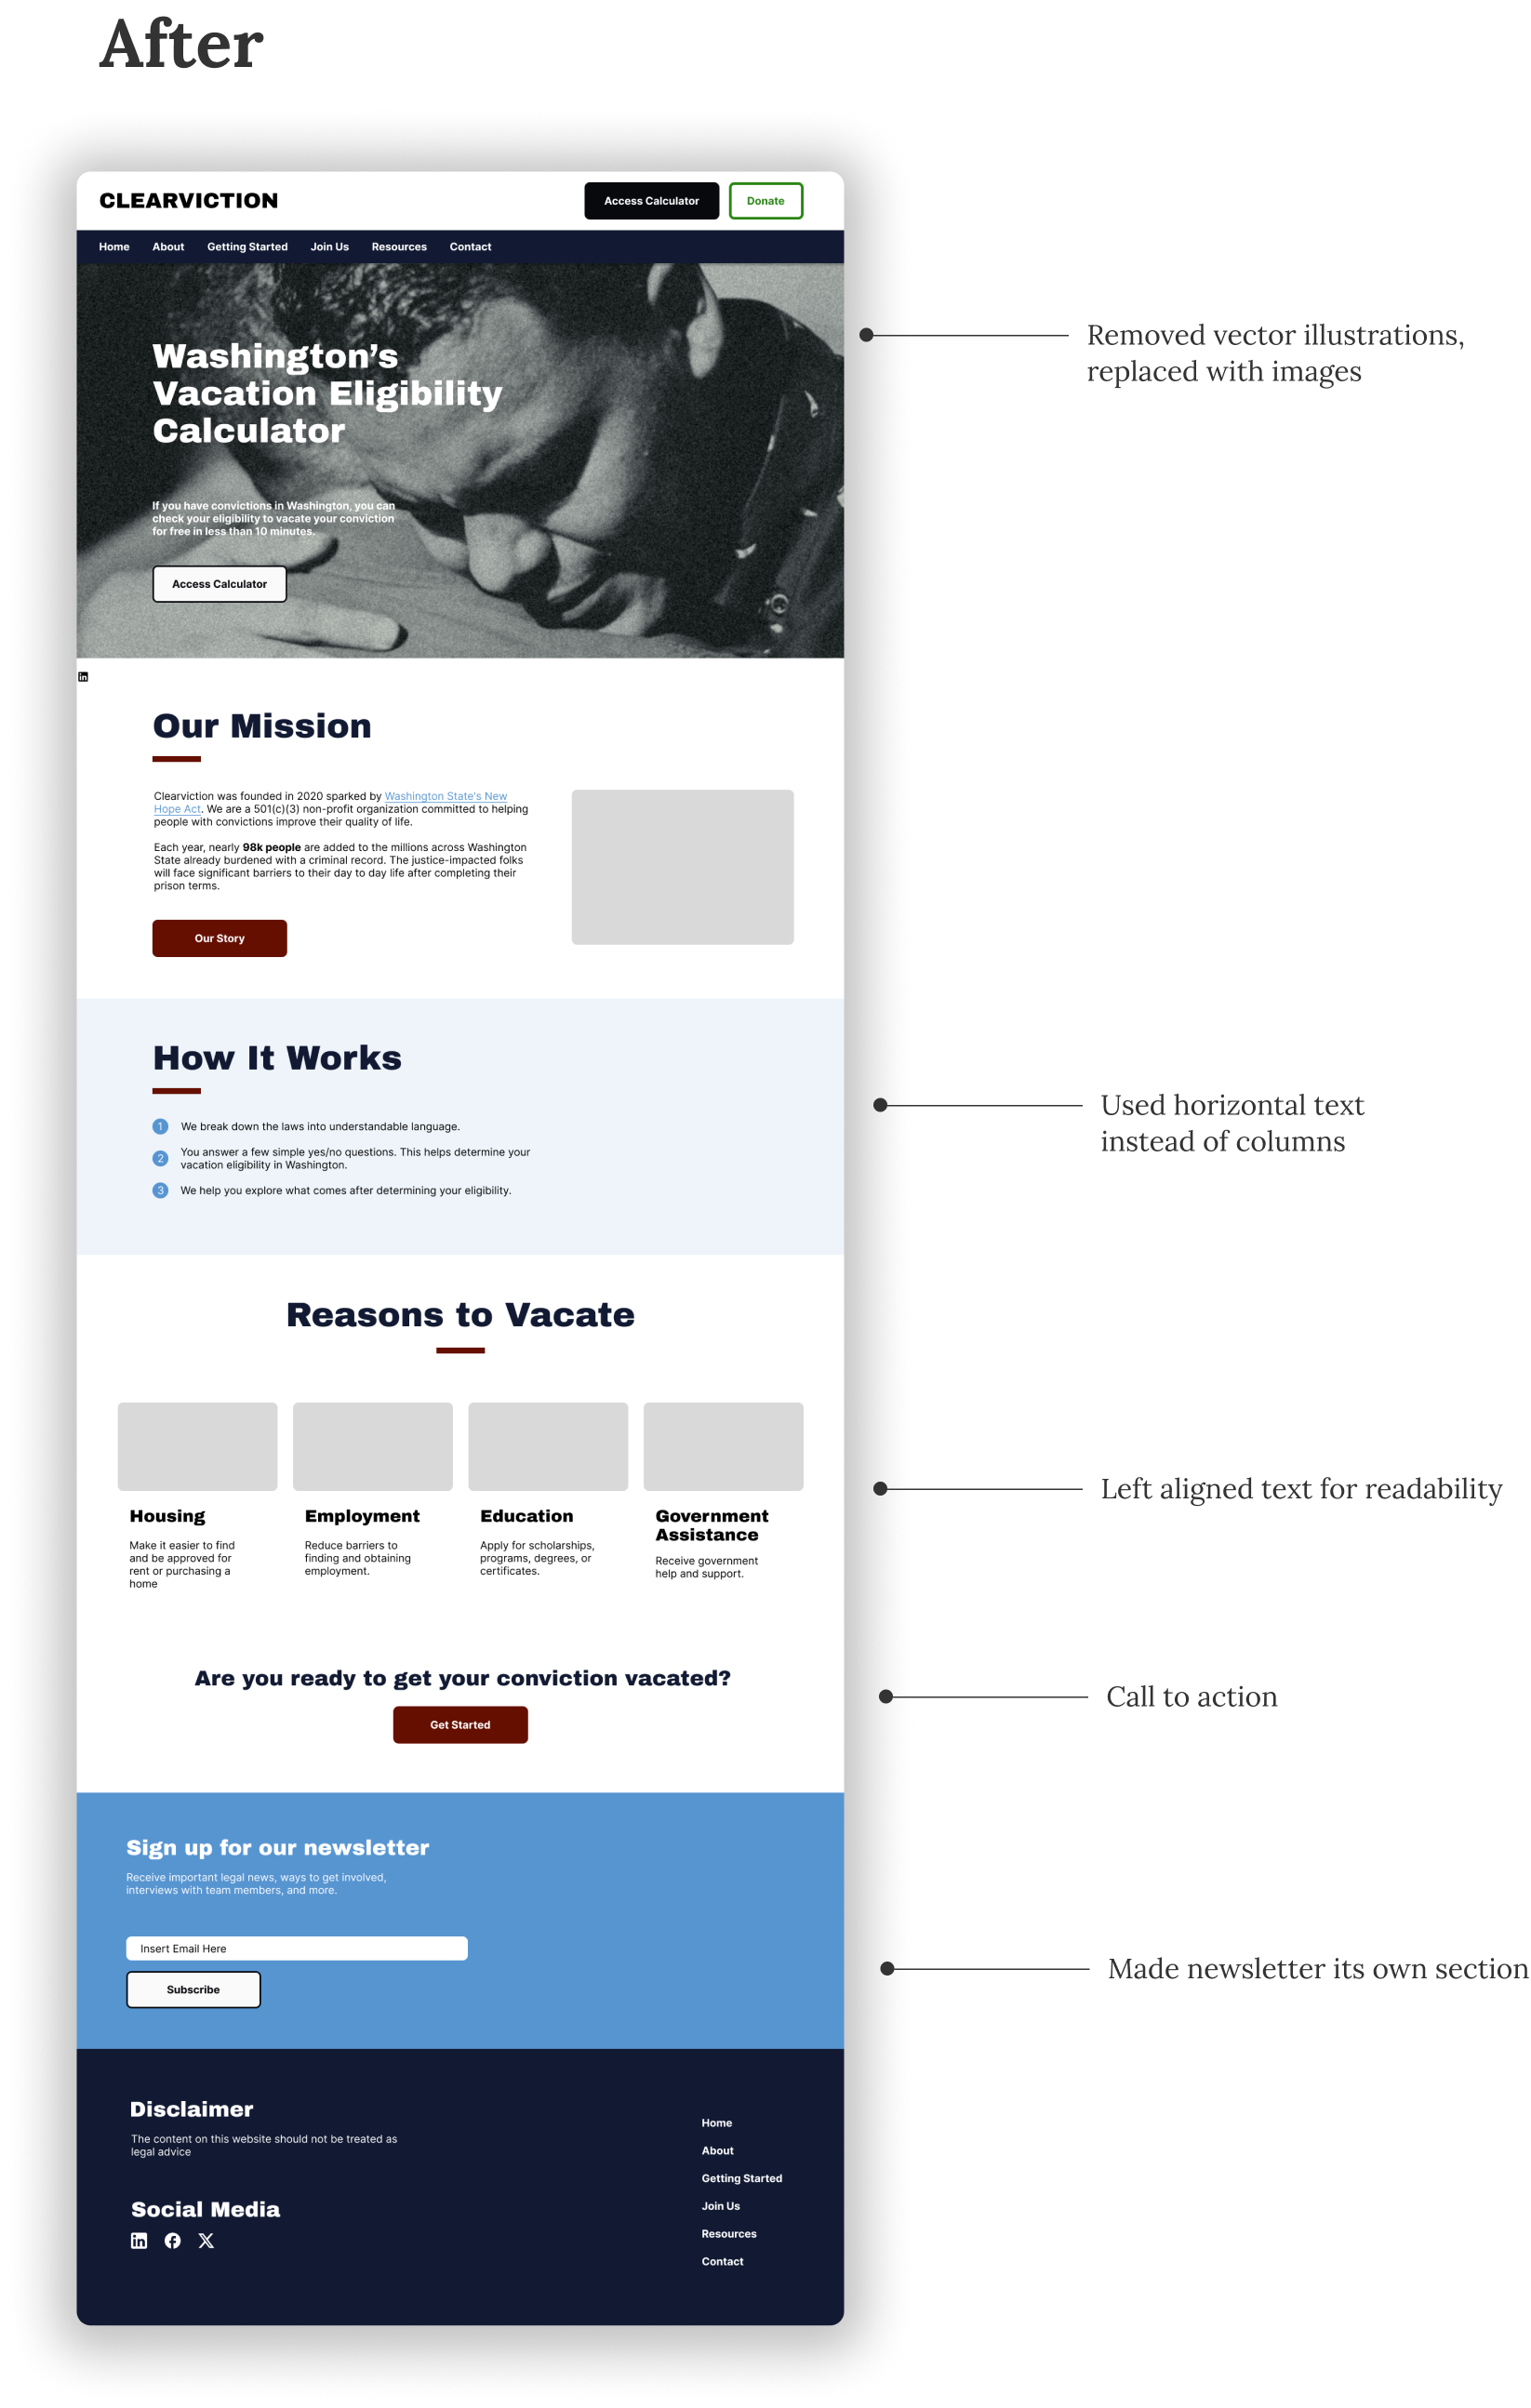 After
CLEARVICTION
Access Calculator
Donate
Home About Getting Started Join Us Resources Contact
Washington's
Vacation Eligibility
Calculator
If you have convictions in Washington, you can
check your eligibility to vacate your conviction
for free in less than 10 minutes.
Access Calculator
Removed vector illustrations,
replaced with images
in
Our Mission
Clearviction was founded in 2020 sparked by Washington State's New
Hope Act. We are a 501(c)(3) non-profit organization committed to helping
people with convictions improve their quality of life.
Each year, nearly 98k people are added to the millions across Washington
State already burdened with a criminal record. The justice-impacted folks
will face significant barriers to their day to day life after completing their
prison terms.
Our Story
How It Works
1 We break down the laws into understandable language.
2 You answer a few simple yes/no questions. This helps determine your
vacation eligibility in Washington.
3 We help you explore what comes after determining your eligibility.
Used horizontal text
instead of columns
Reasons to Vacate
Housing
Make it easier to find
and be approved for
rent or purchasing a
home
Employment
Reduce barriers to
finding and obtaining
employment.
Education
Apply for scholarships,
programs, degrees, or
certificates.
Government
Assistance
Receive government
help and support.
Left aligned text for readability
Are you ready to get your conviction vacated?
Get Started
Call to action
Sign up for our newsletter
Receive important legal news, ways to get involved,
interviews with team members, and more.
Insert Email Here
Subscribe
Made newsletter its own section
Disclaimer
The content on this website should not be treated as
legal advice
Social Media
in f X
Home
About
Getting Started
Join Us
Resources
Contact